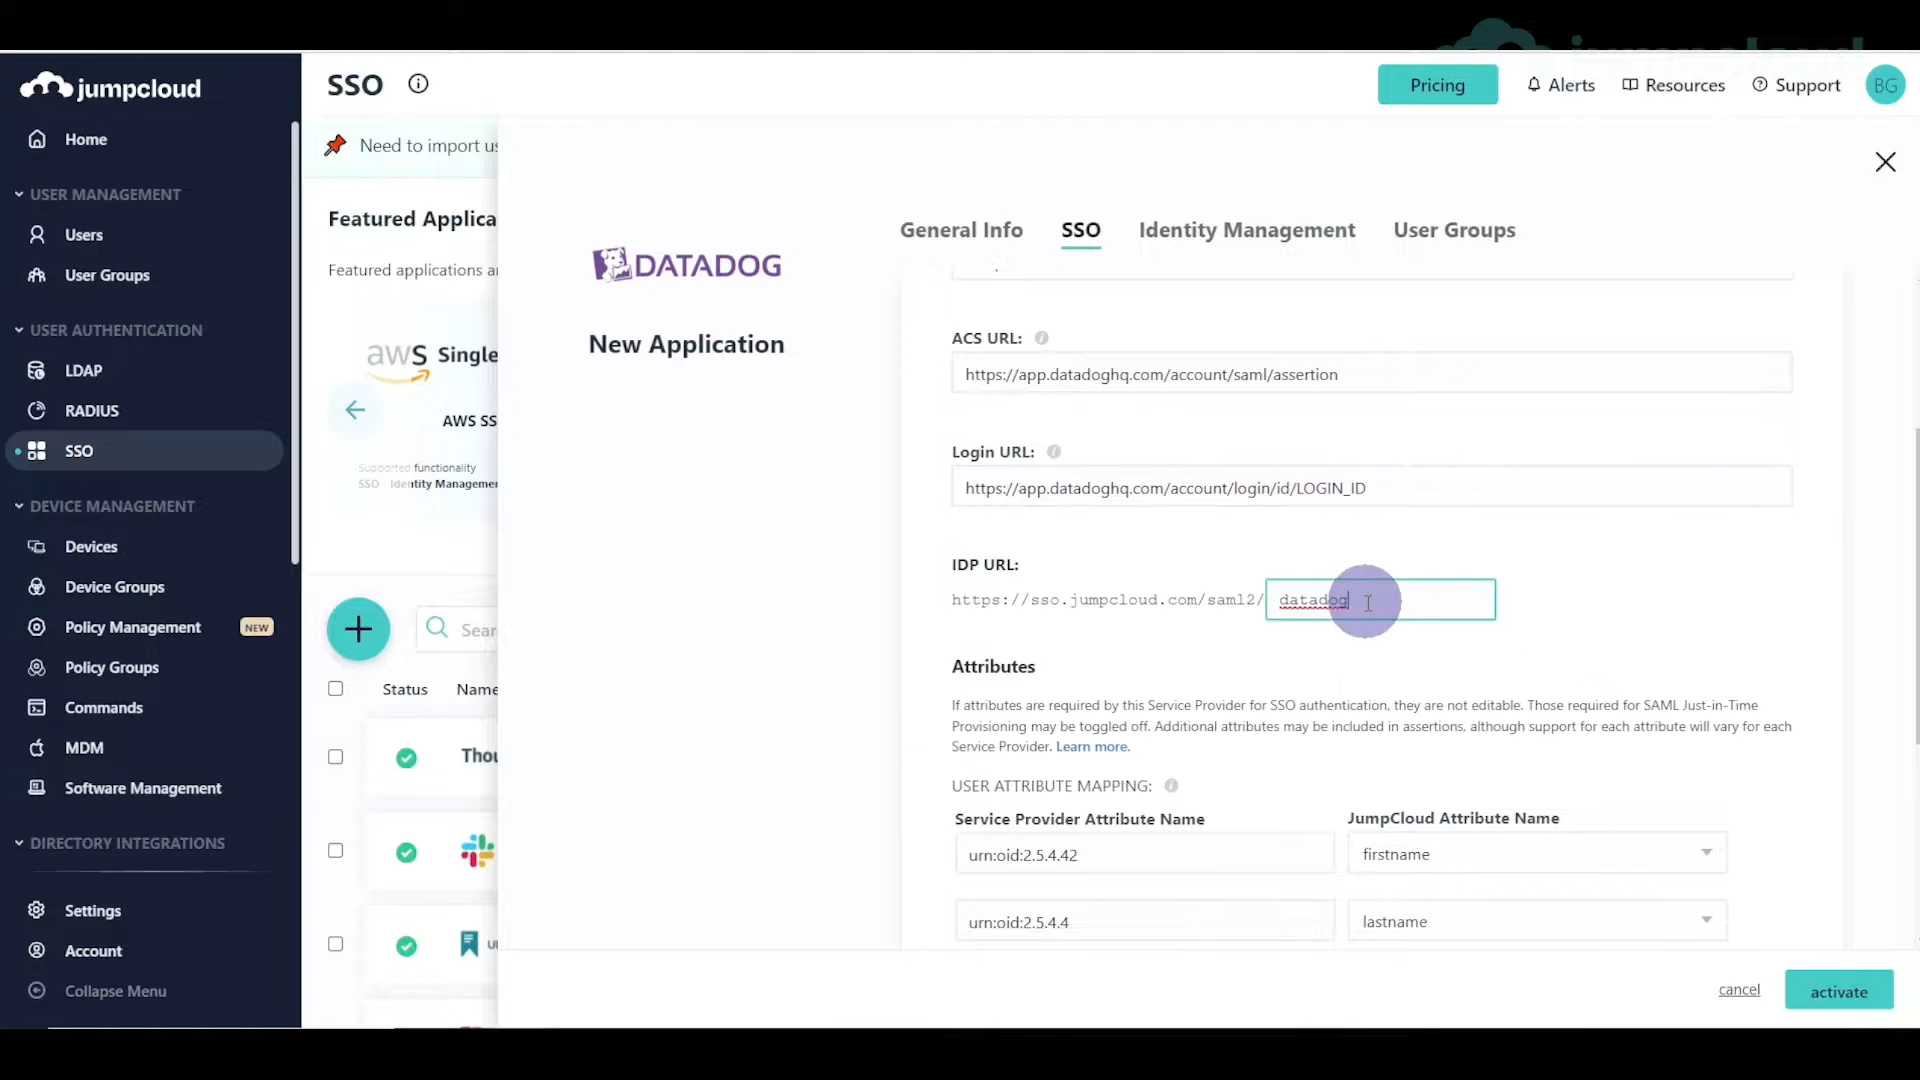 jumpcloud
SSO
Pricing
Alerts
Resources
Support
BG
Home
USER MANAGEMENT
Users
User Groups
USER AUTHENTICATION
LDAP
RADIUS
SSO
DEVICE MANAGEMENT
Devices
Device Groups
Policy Management NEW
Policy Groups
Commands
MDM
Software Management
DIRECTORY INTEGRATIONS
Settings
Account
Collapse Menu
Need to import us
Featured Applica
Featured applications a
aws Single
AWS SS
Supported functionality
SSO Identity Managemen
Sear
Status Name
Thou
DATADOG
New Application
General Info SSO Identity Management User Groups
ACS URL:
https://app.datadoghq.com/account/saml/assertion
Login URL:
https://app.datadoghq.com/account/login/id/LOGIN_ID
IDP URL:
https://sso.jumpcloud.com/saml2/ datadog
Attributes
If attributes are required by this Service Provider for SSO authentication, they are not editable. Those required for SAML Just-in-Time
Provisioning may be toggled off. Additional attributes may be included in assertions, although support for each attribute will vary for each
Service Provider. Learn more.
USER ATTRIBUTE MAPPING:
Service Provider Attribute Name JumpCloud Attribute Name
urn:oid:2.5.4.42 firstname
urn:oid:2.5.4.4 lastname
cancel activate